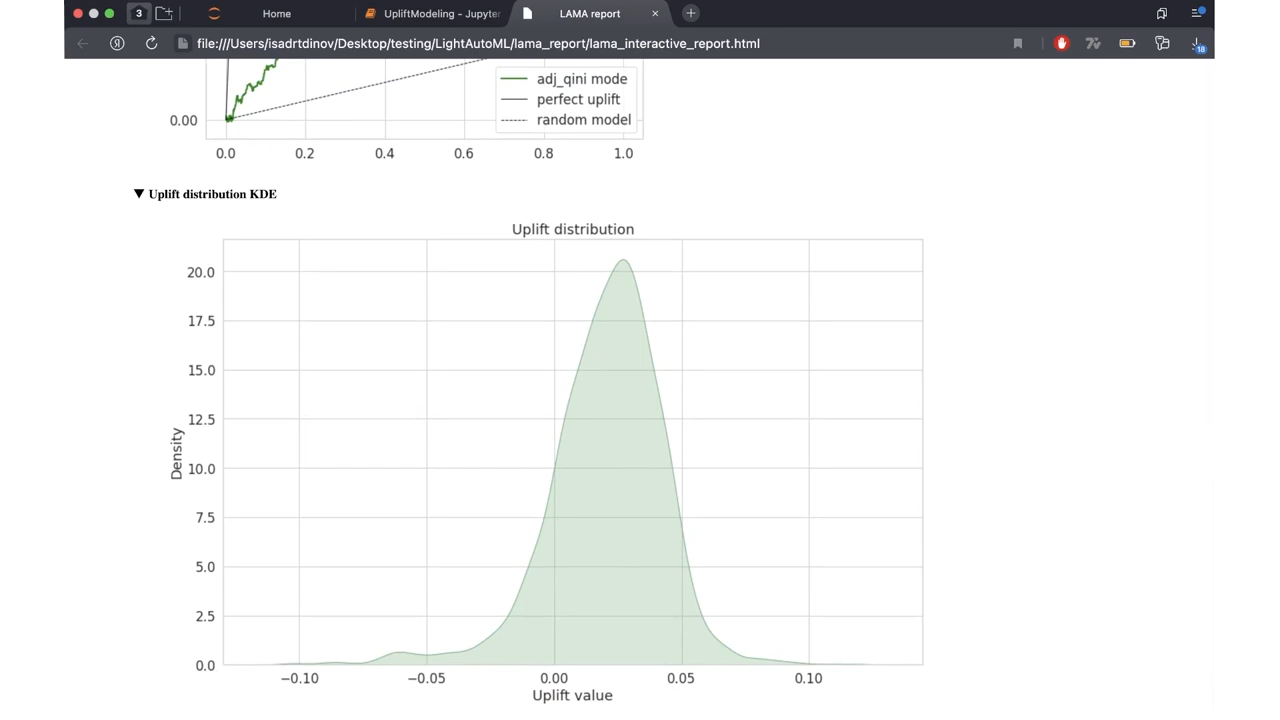 3
Home
UpliftModeling - Jupyter
LAMA report
file:///Users/isadrtdinov/Desktop/testing/LightAutoML/lama_report/lama_interactive_report.html
18
adj_qini mode
perfect uplift
random model
0.00
0.0 0.2 0.4 0.6 0.8 1.0
▼ Uplift distribution KDE
Uplift distribution
20.0
17.5
15.0
12.5
10.0
7.5
5.0
2.5
0.0
Density
−0.10 −0.05 0.00 0.05 0.10
Uplift value